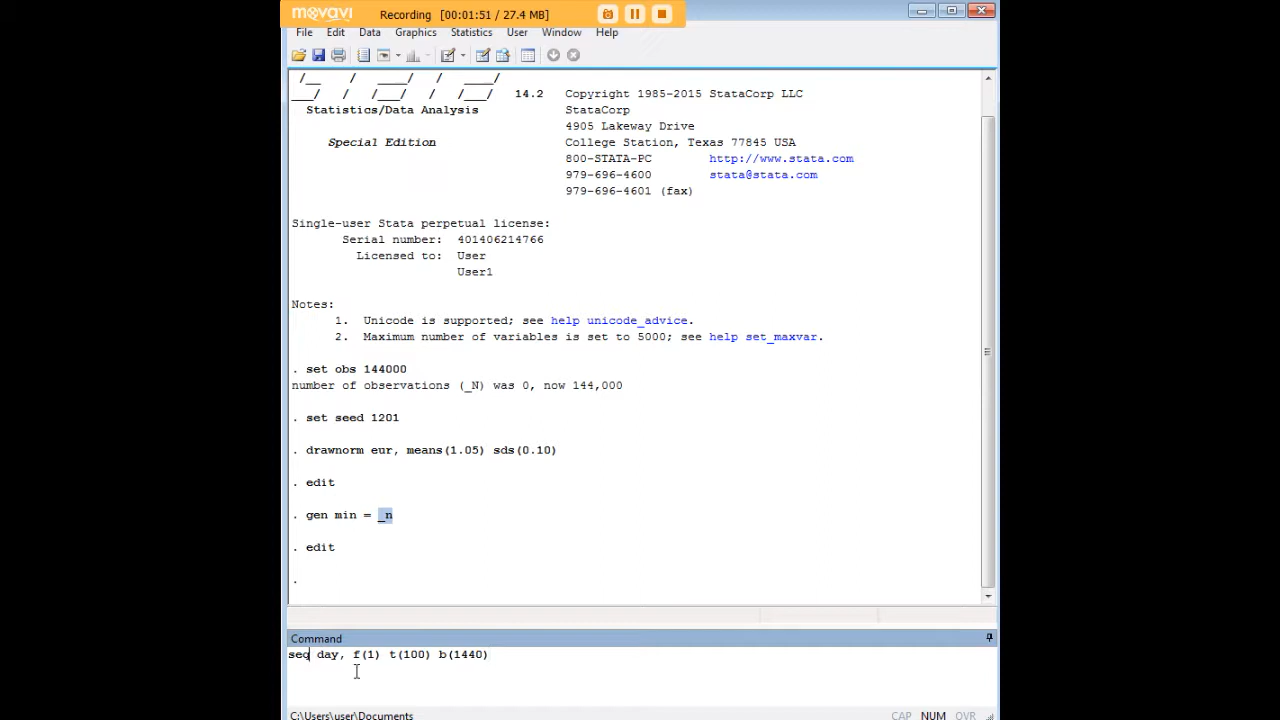 movavi Recording [00:01:51 / 27.4 MB]
File Edit Data Graphics Statistics User Window Help
/__ / ____/ / ____/
___/ / /___/ / /___/ 14.2 Copyright 1985-2015 StataCorp LLC
Statistics/Data Analysis StataCorp
4905 Lakeway Drive
Special Edition College Station, Texas 77845 USA
800-STATA-PC http://www.stata.com
979-696-4600 stata@stata.com
979-696-4601 (fax)
Single-user Stata perpetual license:
Serial number: 401406214766
Licensed to: User
User1
Notes:
1. Unicode is supported; see help unicode_advice.
2. Maximum number of variables is set to 5000; see help set_maxvar.
. set obs 144000
number of observations (_N) was 0, now 144,000
. set seed 1201
. drawnorm eur, means(1.05) sds(0.10)
. edit
. gen min = _n
. edit
.
Command
seq day, f(1) t(100) b(1440)
C:\Users\user\Documents CAP NUM OVR